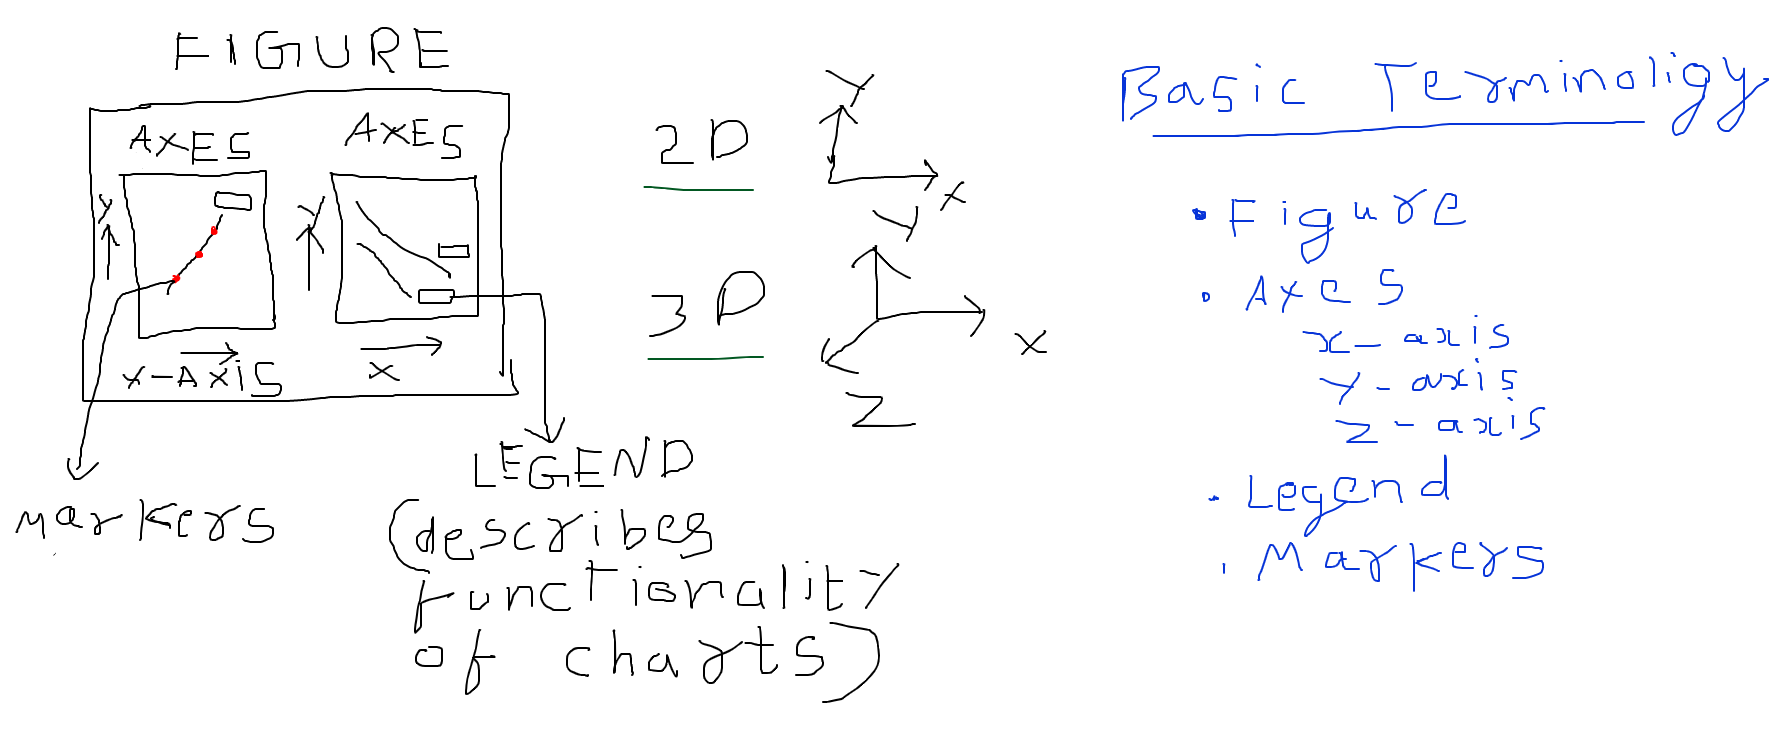 FIGURE
AXES
AXES
Y
Y
X-AXiS
X
markers
LEGEND
(describes
functionality
of charts)
2D
Y
X
3D
Y
X
Z
Basic Terminoligy
• Figure
• Axes
x-axis
Y-axis
z-axis
• Legend
• Markers